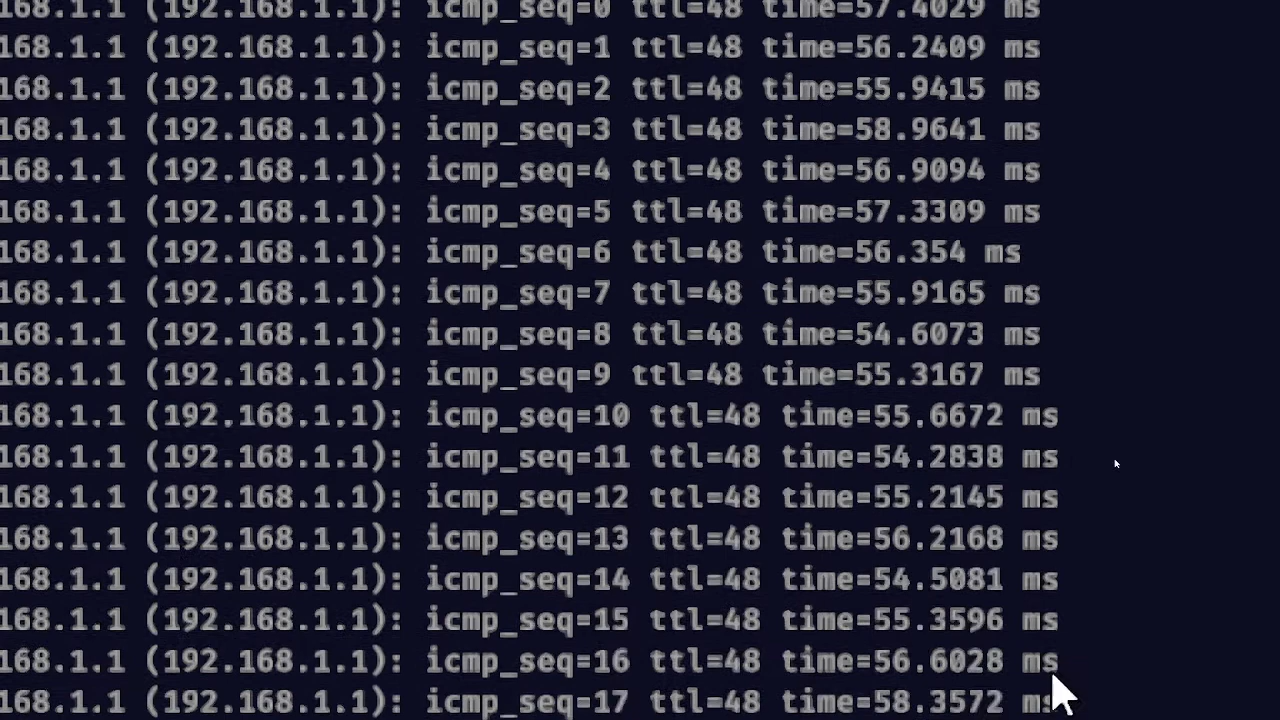 168.1.1 (192.168.1.1): icmp_seq=0 ttl=48 time=57.4029 ms
168.1.1 (192.168.1.1): icmp_seq=1 ttl=48 time=56.2409 ms
168.1.1 (192.168.1.1): icmp_seq=2 ttl=48 time=55.9415 ms
168.1.1 (192.168.1.1): icmp_seq=3 ttl=48 time=58.9641 ms
168.1.1 (192.168.1.1): icmp_seq=4 ttl=48 time=56.9094 ms
168.1.1 (192.168.1.1): icmp_seq=5 ttl=48 time=57.3309 ms
168.1.1 (192.168.1.1): icmp_seq=6 ttl=48 time=56.354 ms
168.1.1 (192.168.1.1): icmp_seq=7 ttl=48 time=55.9165 ms
168.1.1 (192.168.1.1): icmp_seq=8 ttl=48 time=54.6073 ms
168.1.1 (192.168.1.1): icmp_seq=9 ttl=48 time=55.3167 ms
168.1.1 (192.168.1.1): icmp_seq=10 ttl=48 time=55.6672 ms
168.1.1 (192.168.1.1): icmp_seq=11 ttl=48 time=54.2838 ms
168.1.1 (192.168.1.1): icmp_seq=12 ttl=48 time=55.2145 ms
168.1.1 (192.168.1.1): icmp_seq=13 ttl=48 time=56.2168 ms
168.1.1 (192.168.1.1): icmp_seq=14 ttl=48 time=54.5081 ms
168.1.1 (192.168.1.1): icmp_seq=15 ttl=48 time=55.3596 ms
168.1.1 (192.168.1.1): icmp_seq=16 ttl=48 time=56.6028 ms
168.1.1 (192.168.1.1): icmp_seq=17 ttl=48 time=58.3572 ms